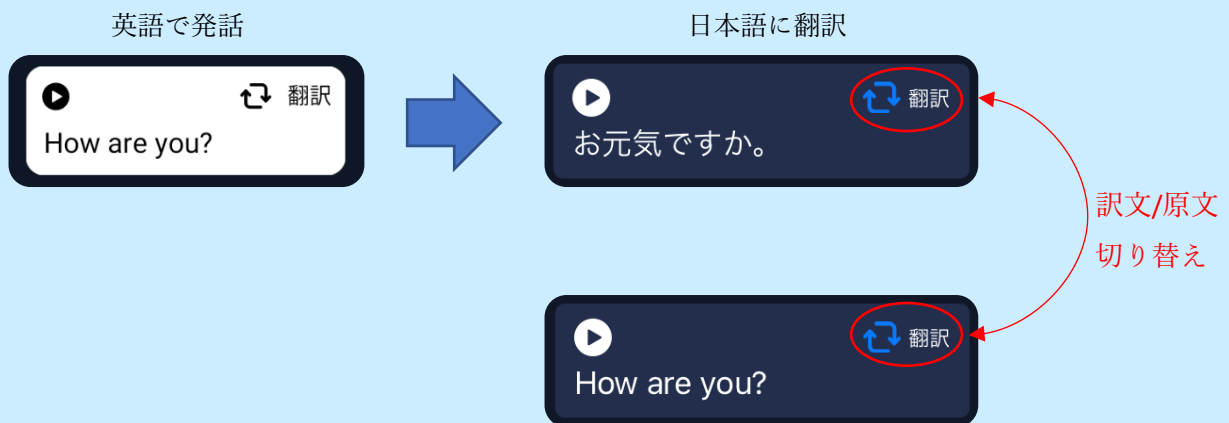 英語で発話
日本語に翻訳
翻訳
How are you?
翻訳
お元気ですか。
訳文/原文
切り替え
翻訳
How are you?